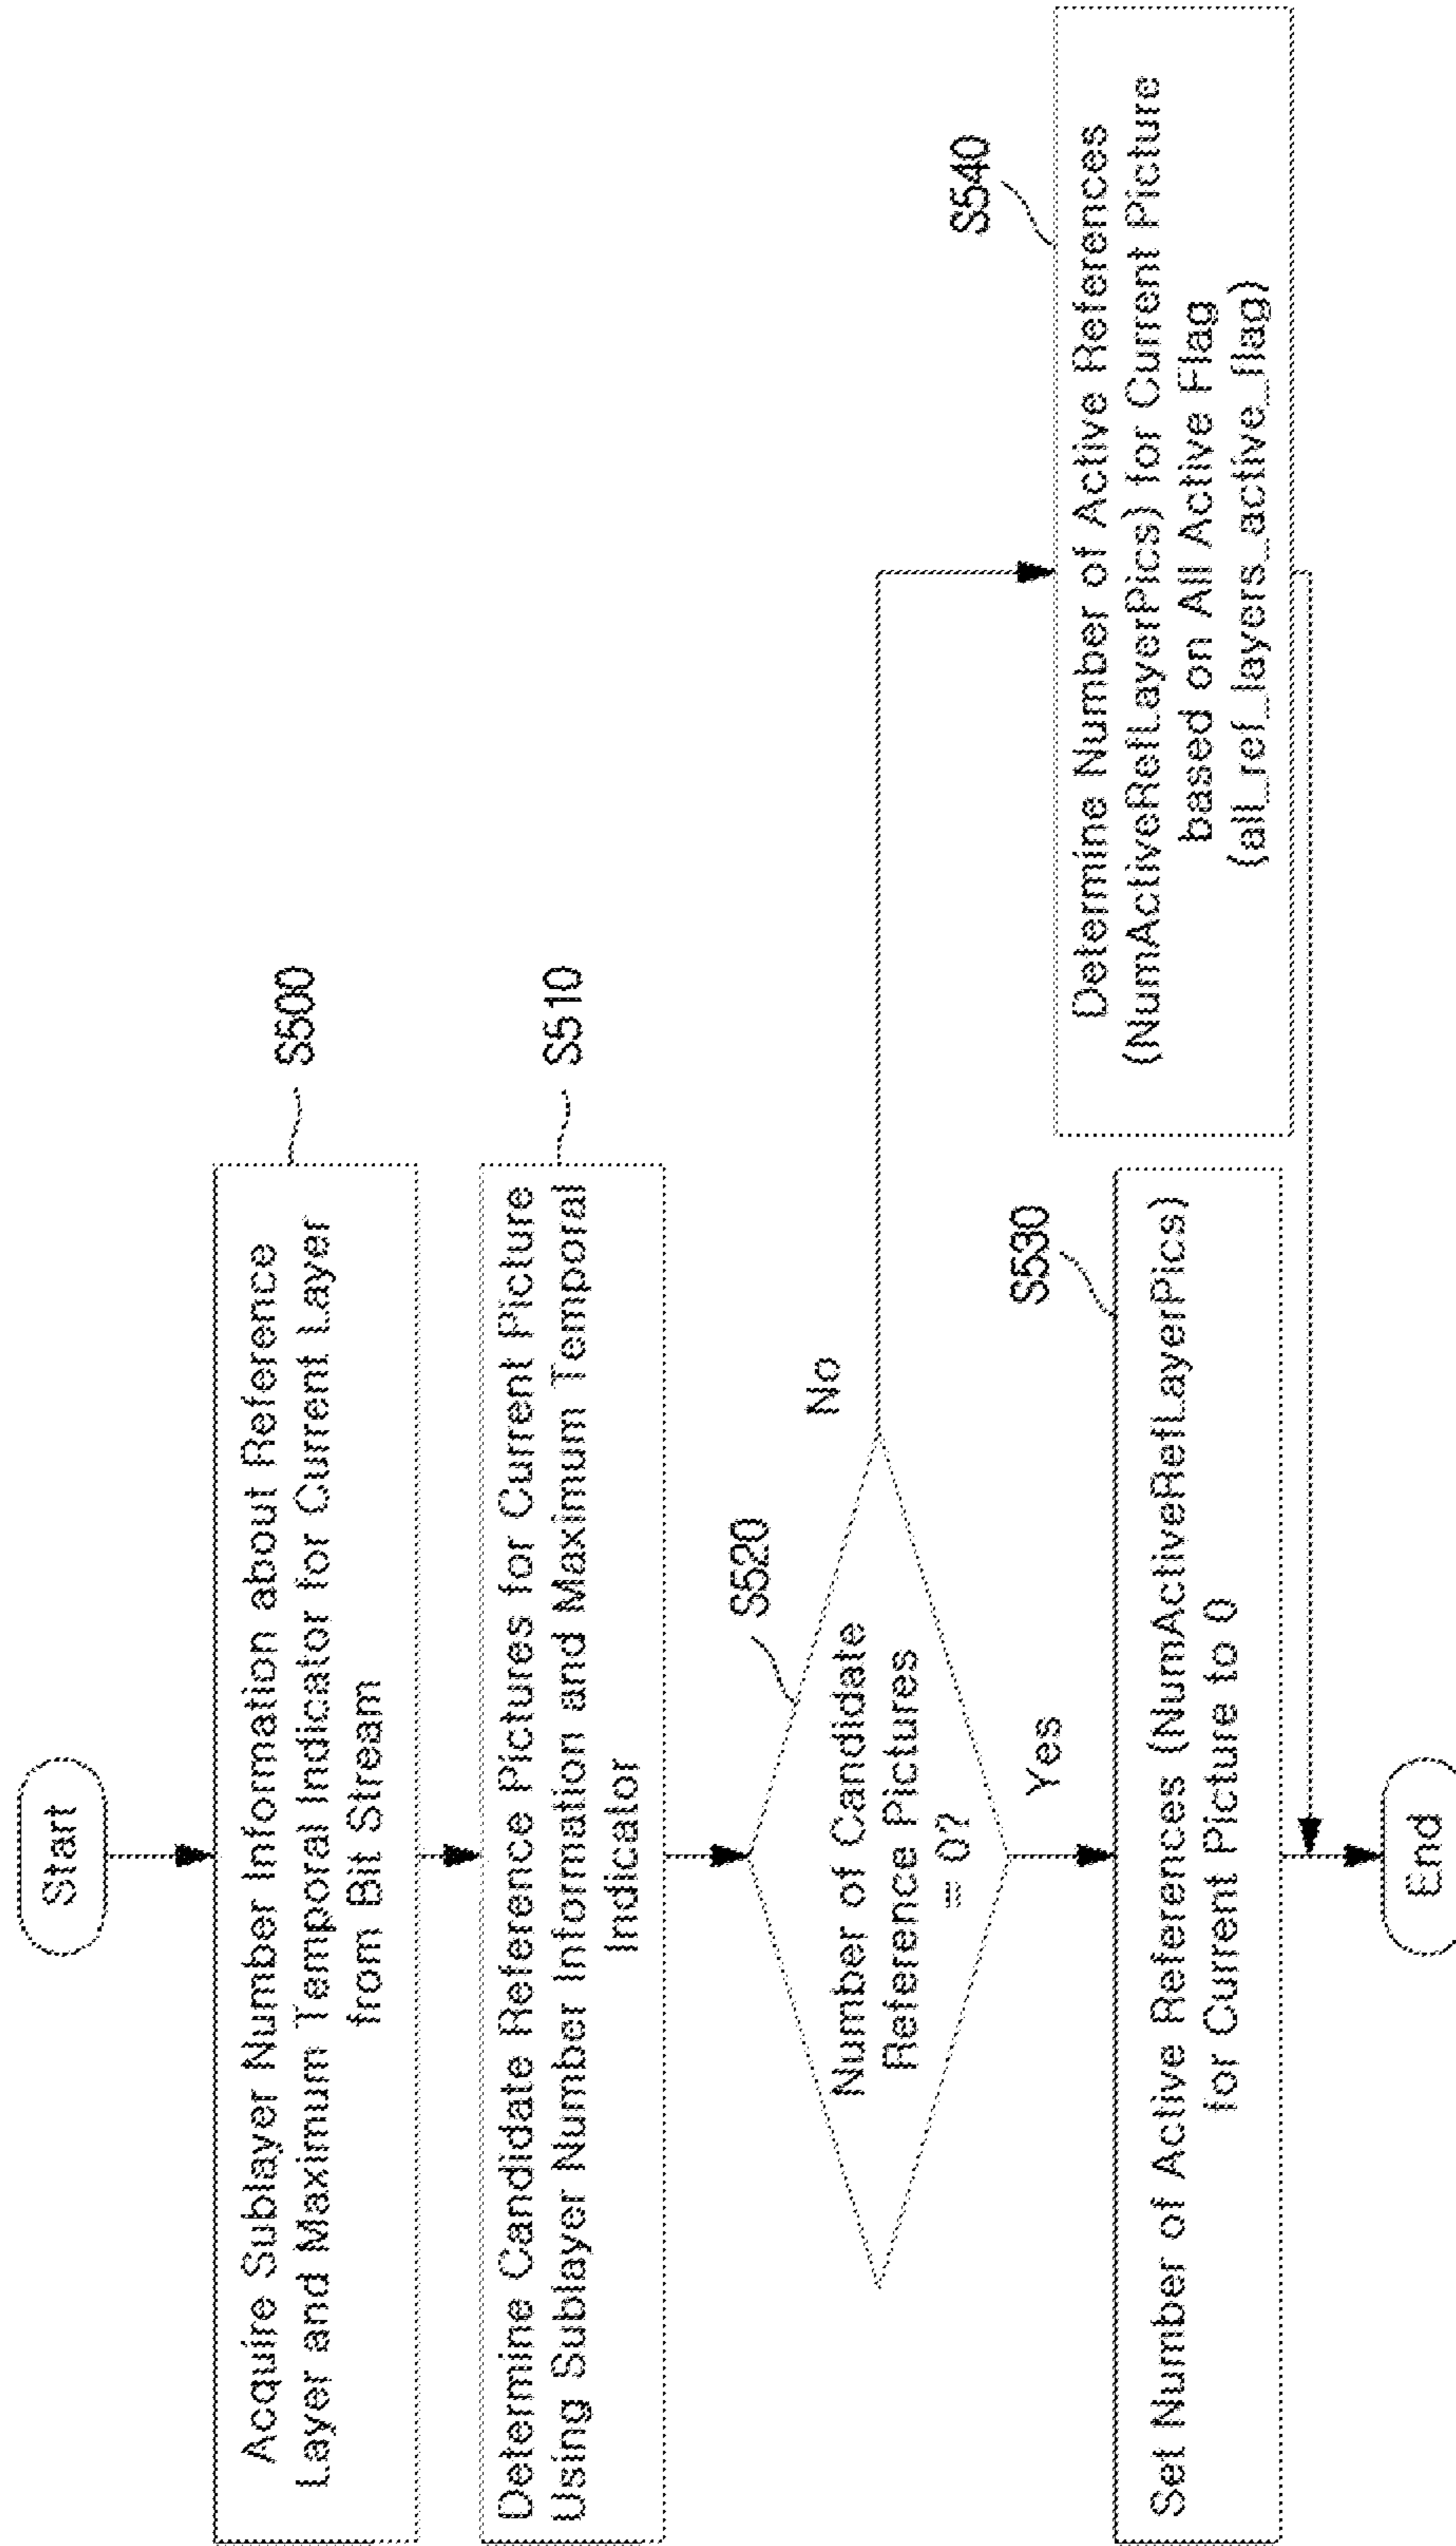 Start
S500
Acquire Sublayer Number Information about Reference
Layer and Maximum Temporal Indicator for Current Layer
from Bit Stream
S510
Determine Candidate Reference Pictures for Current Picture
Using Sublayer Number Information and Maximum Temporal
Indicator
S520
Number of Candidate
Reference Pictures
= 0?
No
Yes
S530
Set Number of Active References (NumActiveRefLayerPics)
for Current Picture to 0
S540
Determine Number of Active References
(NumActiveRefLayerPics) for Current Picture
based on All Active Flag
(all_ref_layers_active_flag)
End